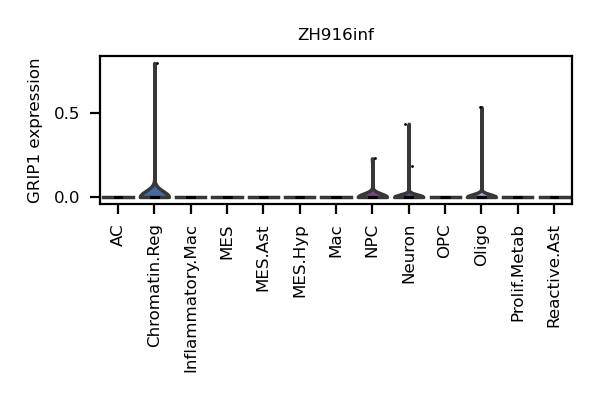 ZH916inf
GRIP1 expression
0.5
0.0
AC
Chromatin.Reg
Inflammatory.Mac
MES
MES.Ast
MES.Hyp
Mac
NPC
Neuron
OPC
Oligo
Prolif.Metab
Reactive.Ast